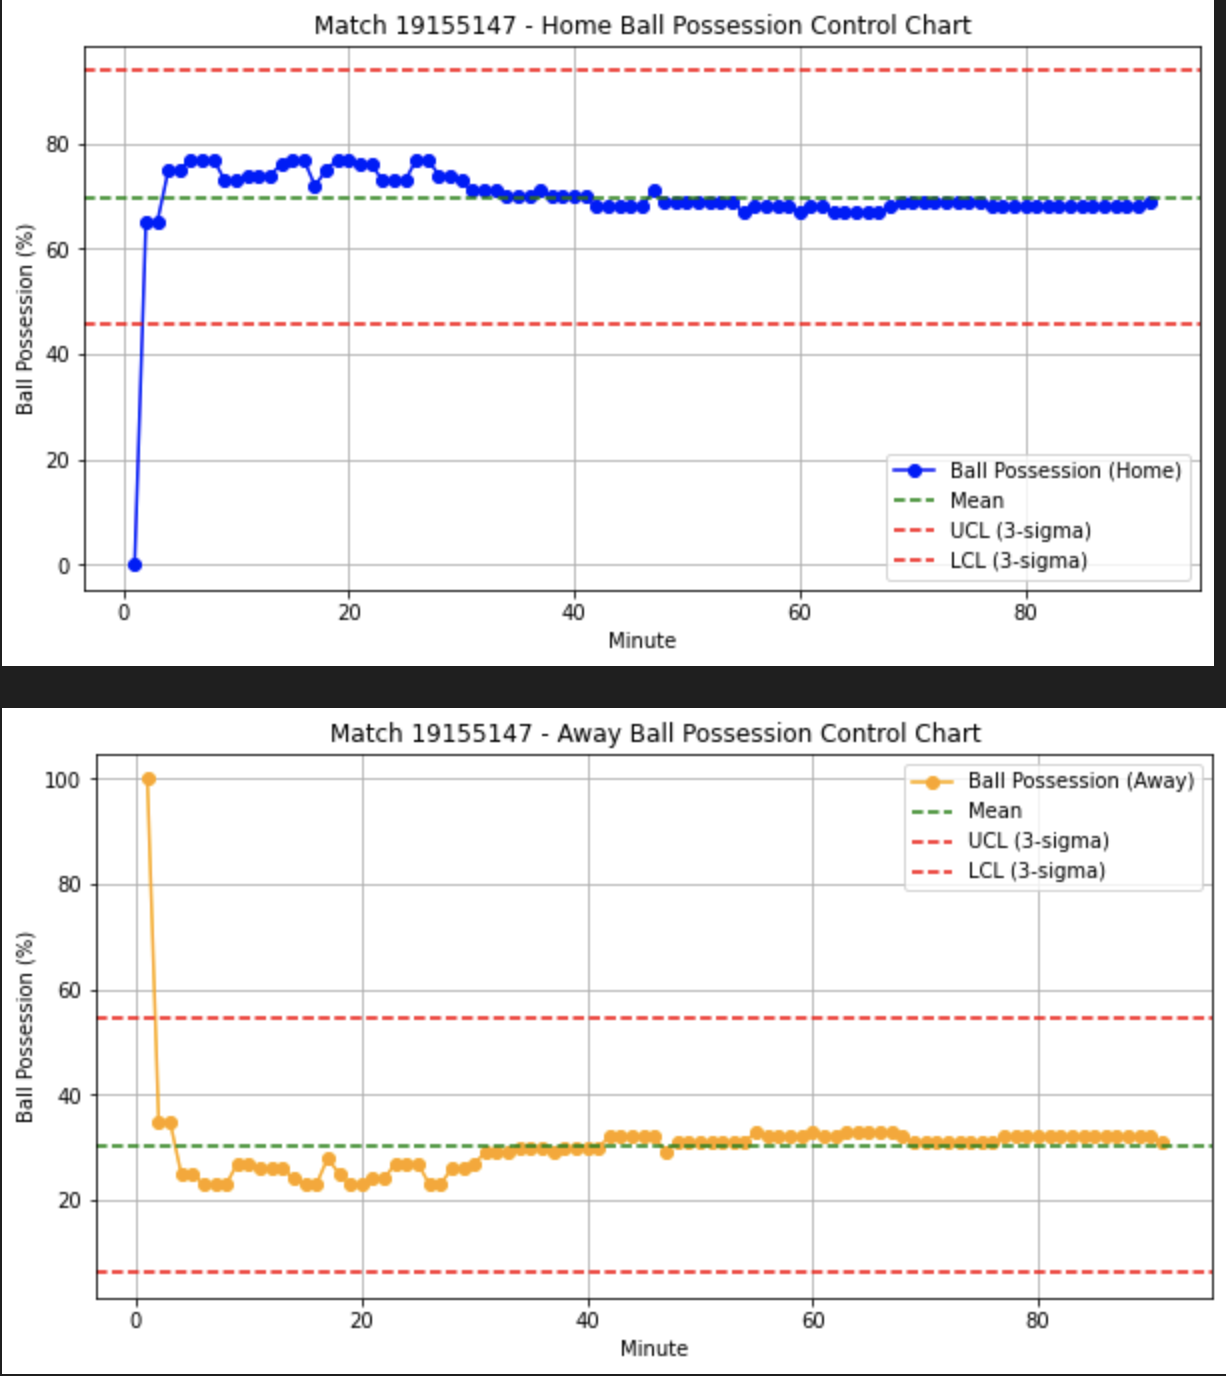 Match 19155147 - Home Ball Possession Control Chart
Ball Possession (%)
80
60
40
20
0
0 20 40 60 80
Minute
Ball Possession (Home)
Mean
UCL (3-sigma)
LCL (3-sigma)
Match 19155147 - Away Ball Possession Control Chart
Ball Possession (%)
100
80
60
40
20
0 20 40 60 80
Minute
Ball Possession (Away)
Mean
UCL (3-sigma)
LCL (3-sigma)